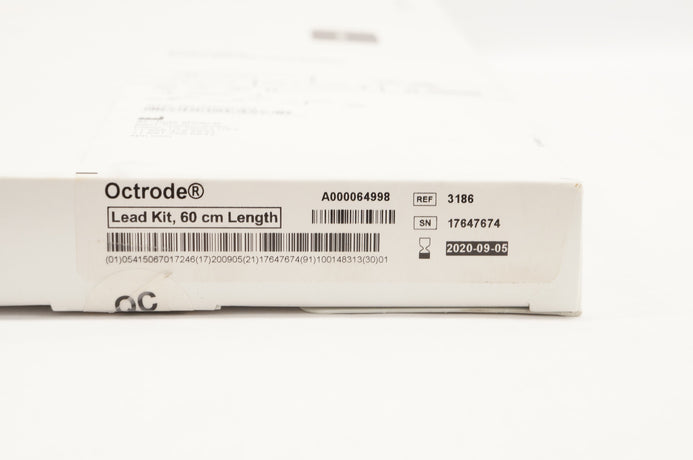 Octrode®
Lead Kit, 60 cm Length
A000064998
(01)05415067017246(17)200905(21)17647674(91)100148313(30)01
REF 3186
SN 17647674
2020-09-05
QC